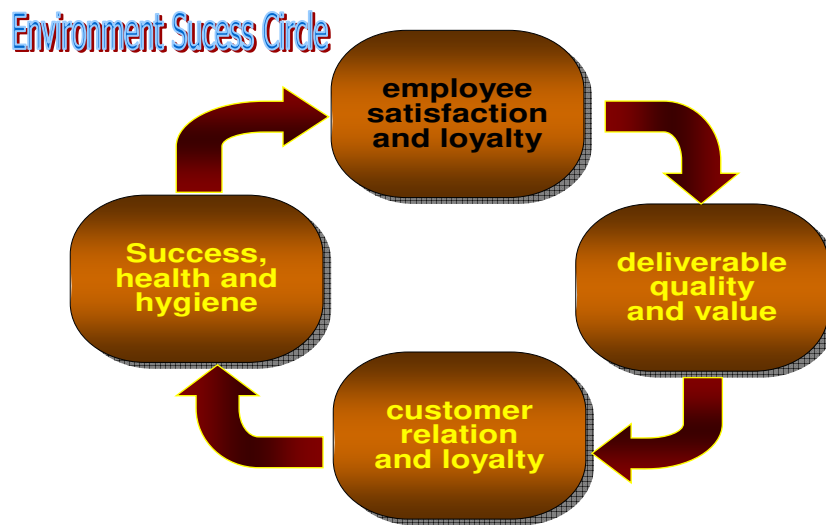 Environment Sucess Circle
employee
satisfaction
and loyalty
deliverable
quality
and value
customer
relation
and loyalty
Success,
health and
hygiene